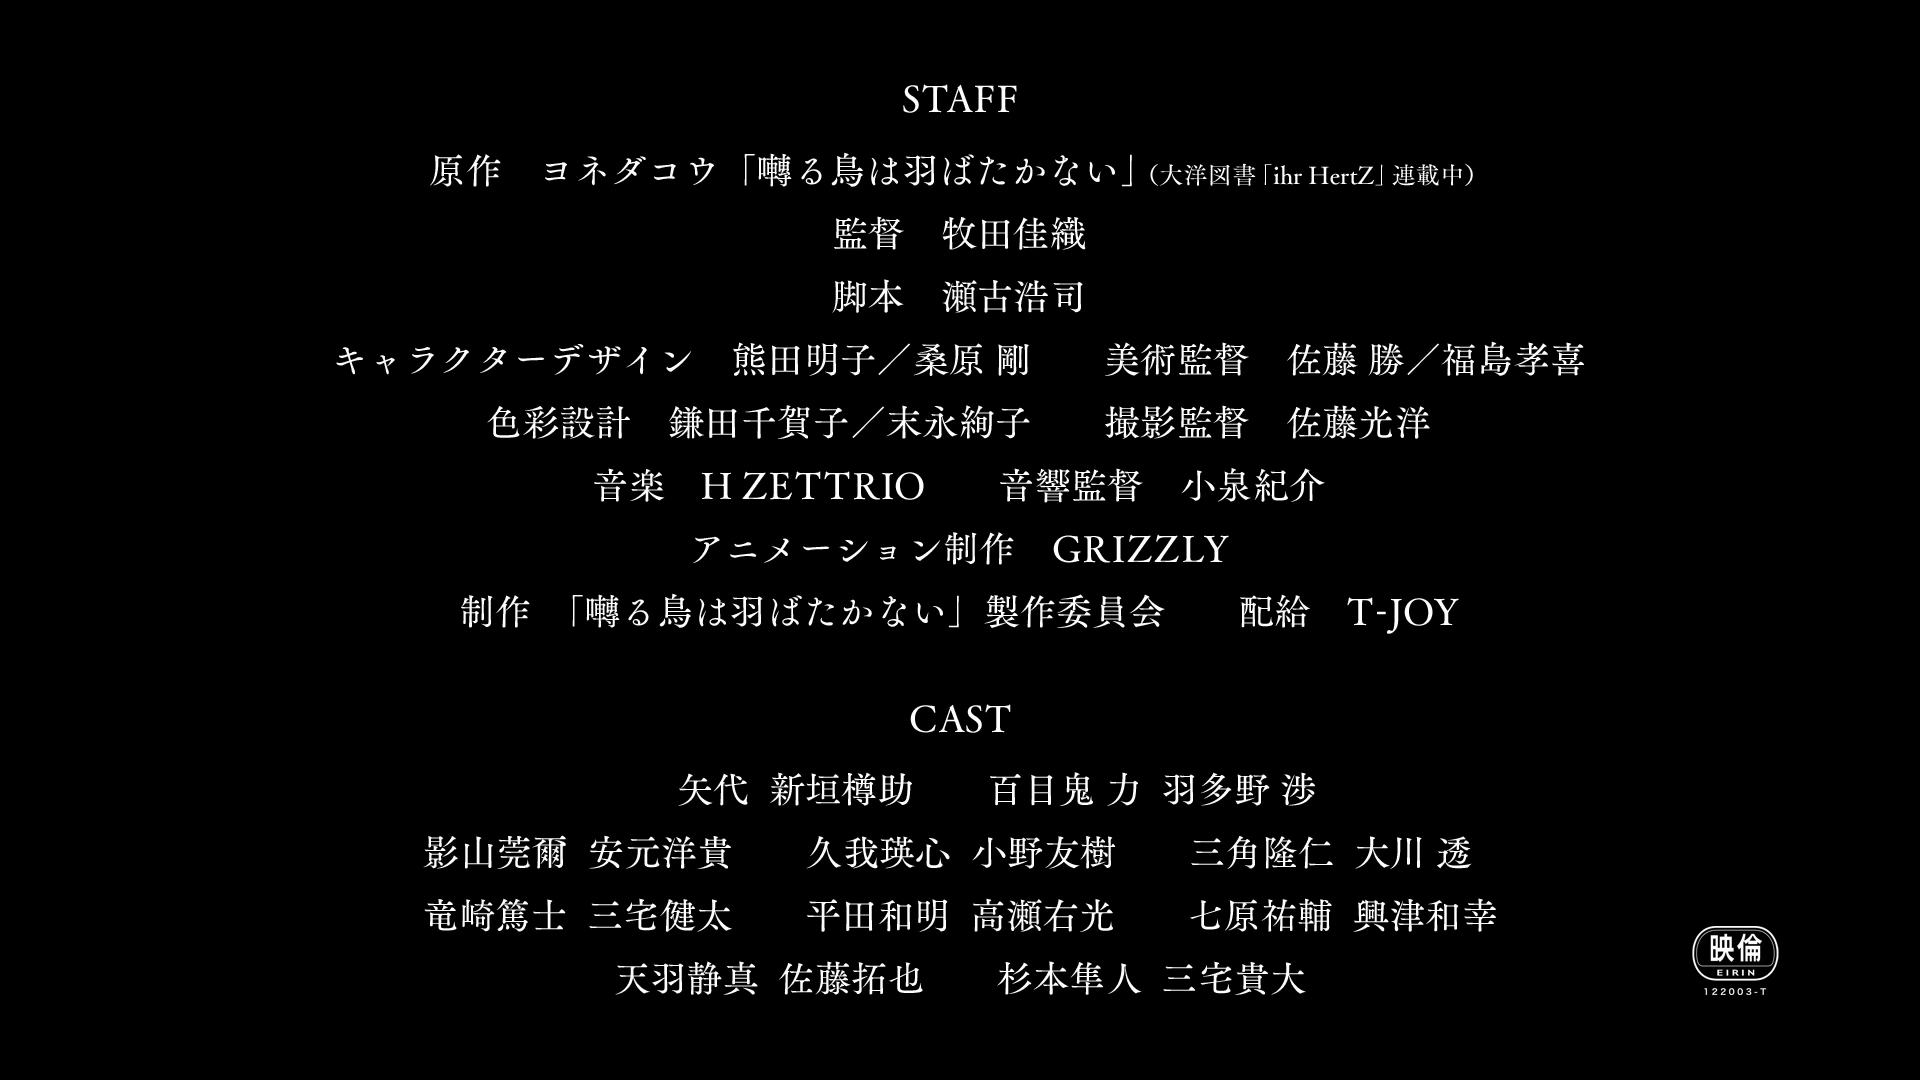 STAFF
原作　ヨネダコウ「囀る鳥は羽ばたかない」（大洋図書「ihr HertZ」連載中）
監督　牧田佳織
脚本　瀬古浩司
キャラクターデザイン　熊田明子／桑原 剛　　美術監督　佐藤 勝／福島孝喜
色彩設計　鎌田千賀子／末永絢子　　撮影監督　佐藤光洋
音楽　H ZETTRIO　　音響監督　小泉紀介
アニメーション制作　GRIZZLY
制作　「囀る鳥は羽ばたかない」製作委員会　　配給　T-JOY
CAST
矢代 新垣樽助　　百目鬼 力 羽多野 渉
影山莞爾 安元洋貴　　久我瑛心 小野友樹　　三角隆仁 大川 透
竜崎篤士 三宅健太　　平田和明 高瀬右光　　七原祐輔 興津和幸
天羽静真 佐藤拓也　　杉本隼人 三宅貴大
映倫
EIRIN
122003-T